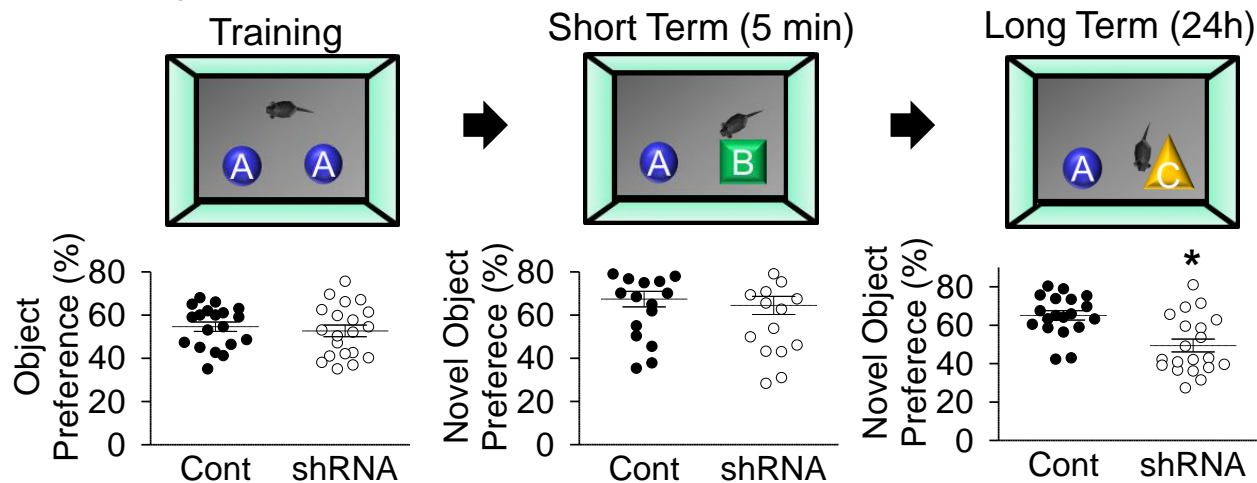 Training
Short Term (5 min)
Long Term (24h)
A
A
A
B
A
C
Object
Preference (%)
80
60
40
20
0
Cont
shRNA
Novel Object
Preferece (%)
80
60
40
20
0
Cont
shRNA
Novel Object
Preferece (%)
80
60
40
20
0
*
Cont
shRNA